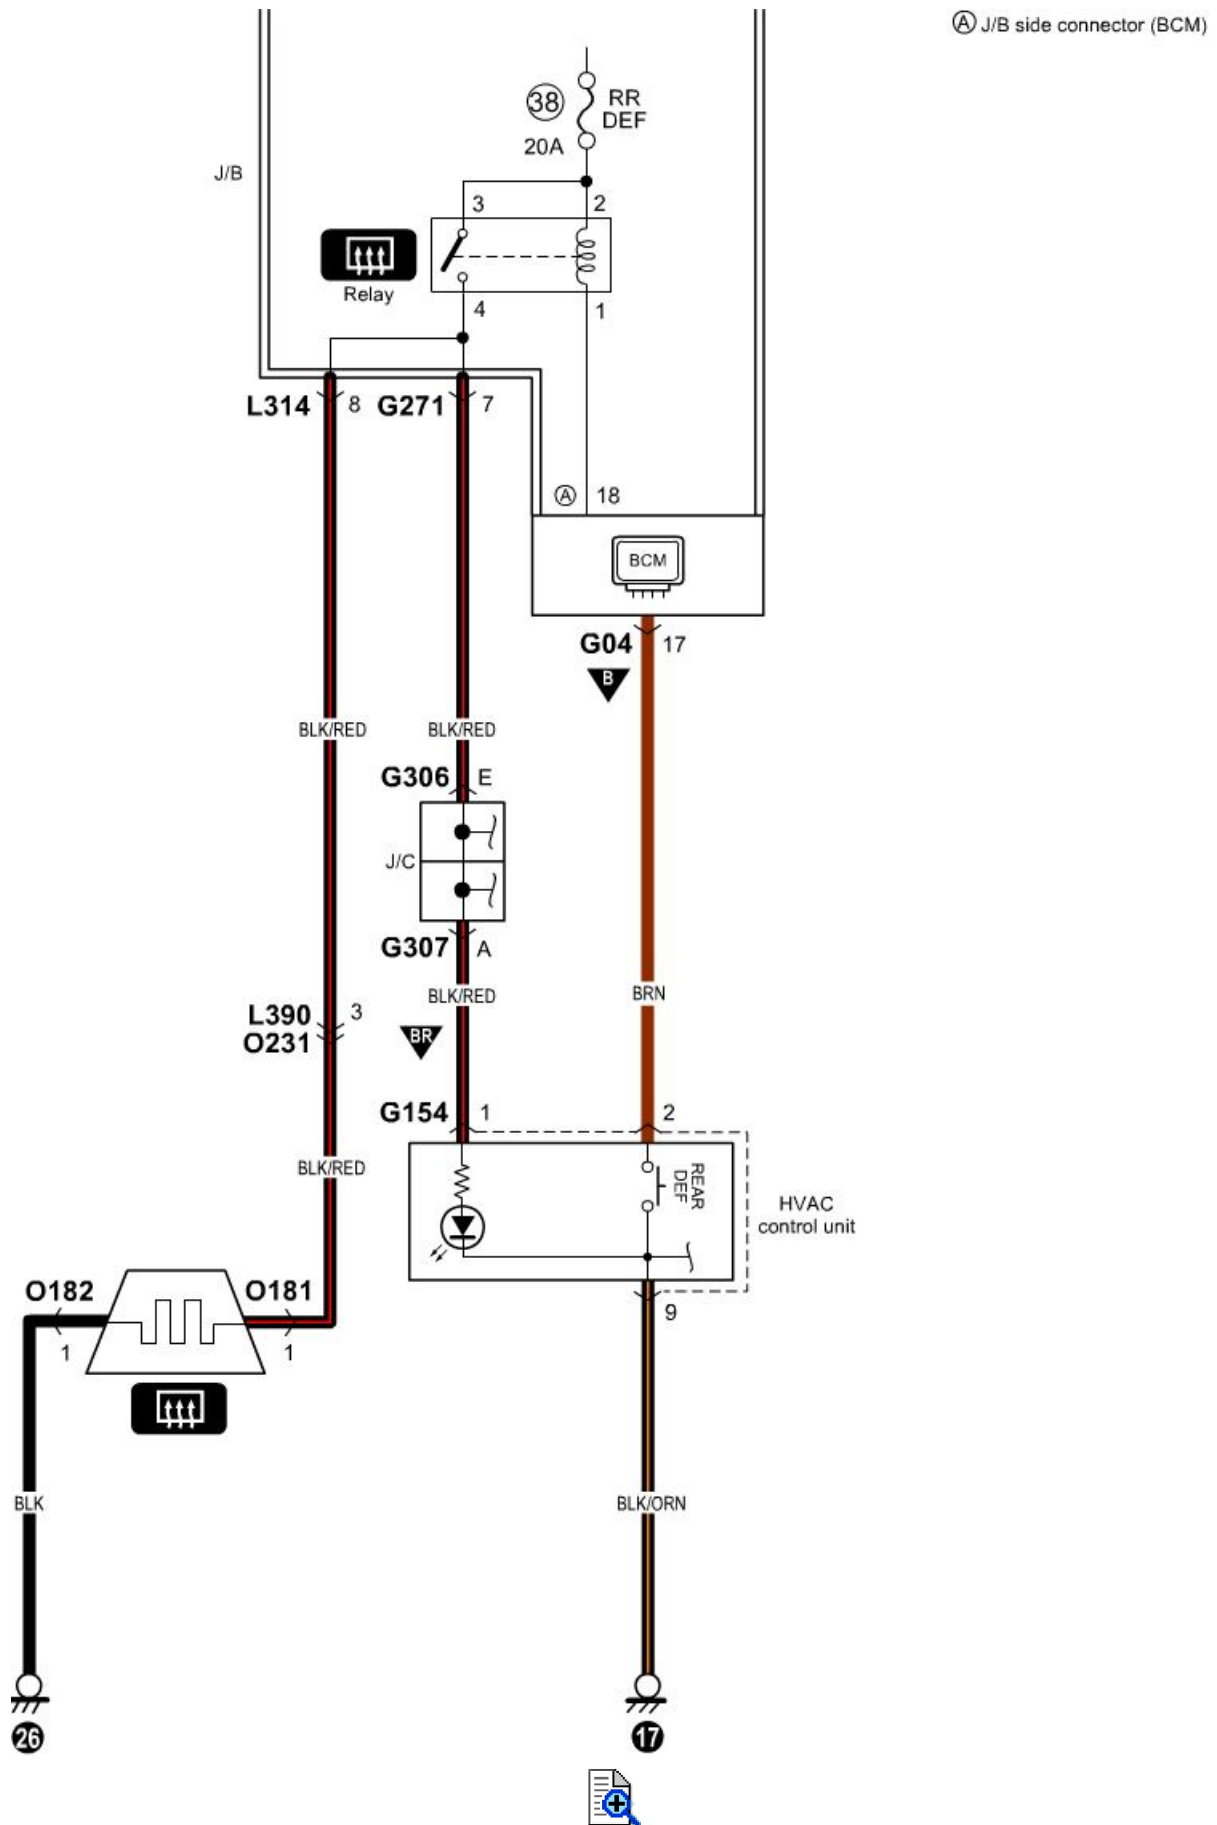 Ⓐ J/B side connector (BCM)
38
RR
DEF
20A
J/B
3
2
Relay
4
1
L314
8
G271
7
Ⓐ
18
BCM
G04
17
B
BLK/RED
BLK/RED
G306
E
J/C
G307
A
BLK/RED
BRN
L390
3
O231
BR
G154
1
2
BLK/RED
REAR
DEF
HVAC
control unit
O182
O181
9
1
1
BLK
BLK/ORN
26
17